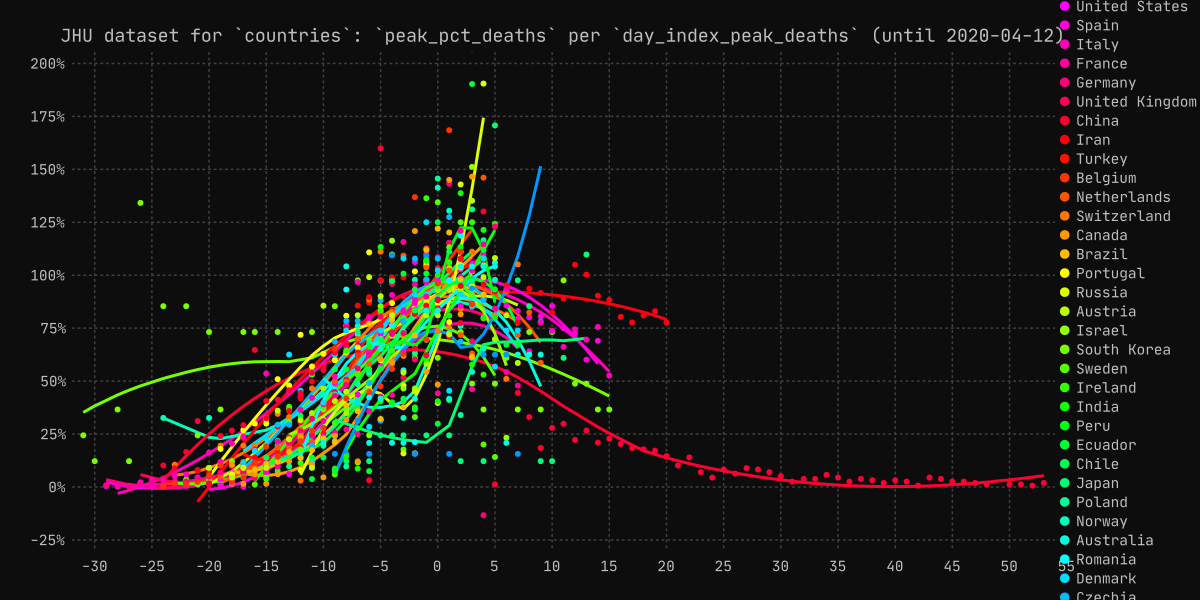 JHU dataset for `countries`: `peak_pct_deaths` per `day_index_peak_deaths` (until 2020-04-12)
200%
175%
150%
125%
100%
75%
50%
25%
0%
-25%
-30 -25 -20 -15 -10 -5 0 5 10 15 20 25 30 35 40 45 50 55
United States
Spain
Italy
France
Germany
United Kingdom
China
Iran
Turkey
Belgium
Netherlands
Switzerland
Canada
Brazil
Portugal
Russia
Austria
Israel
South Korea
Sweden
Ireland
India
Peru
Ecuador
Chile
Japan
Poland
Norway
Australia
Romania
Denmark
Czechia